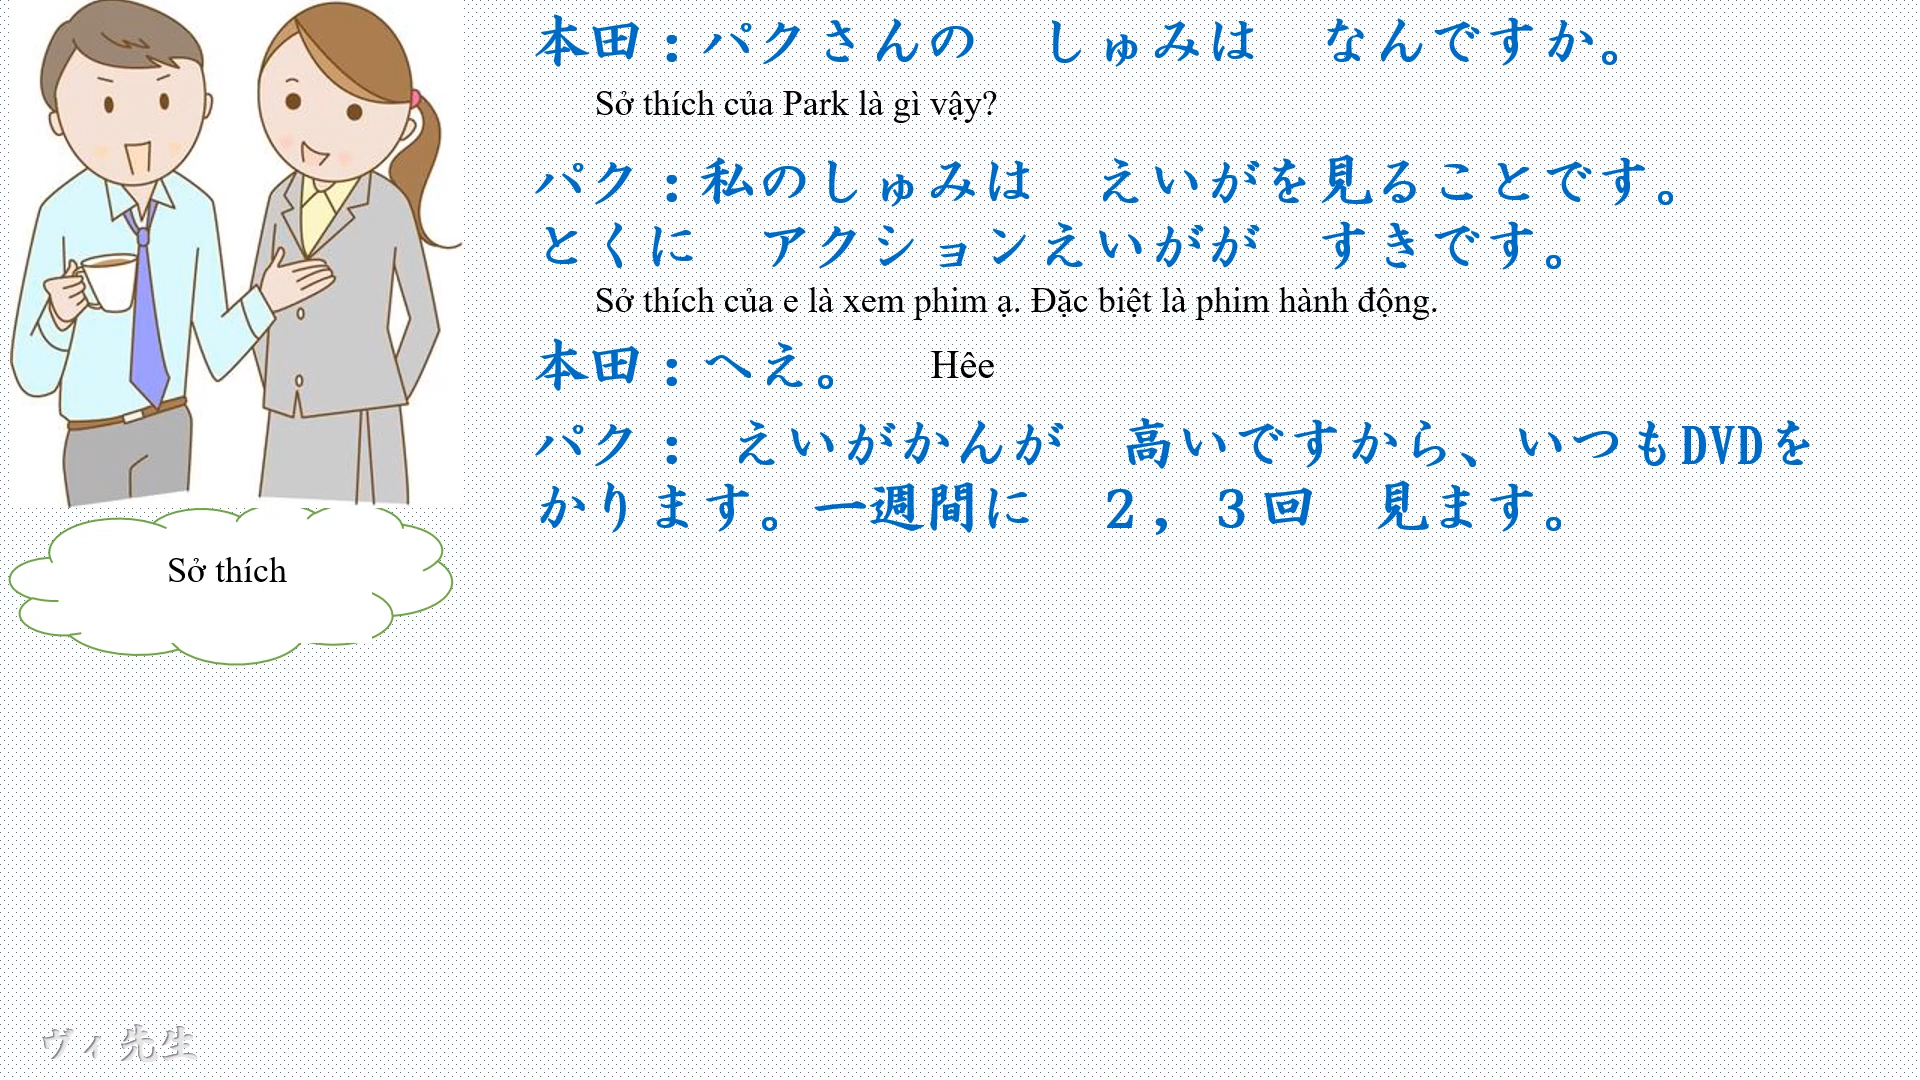 本田：パクさんの　しゅみは　なんですか。
Sở thích của Park là gì vậy?
パク：私のしゅみは　えいがを見ることです。
とくに　アクションえいがが　すきです。
Sở thích của e là xem phim ạ. Đặc biệt là phim hành động.
本田：へえ。　Hêe
パク： えいがかんが　高いですから、いつもDVDを
かります。一週間に　２，３回　見ます。
Sở thích
ヴィ先生